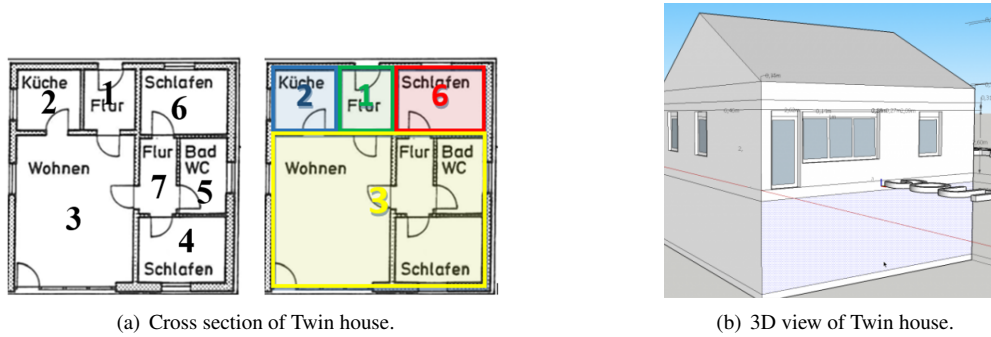 Küche
2
1
Flur
Schlafen
6
Wohnen
3
Flur
7
Bad
WC
5
4
Schlafen
Küche
2
1
Flur
Schlafen
6
Wohnen
3
Flur
Bad
WC
Schlafen
(a) Cross section of Twin house.
(b) 3D view of Twin house.